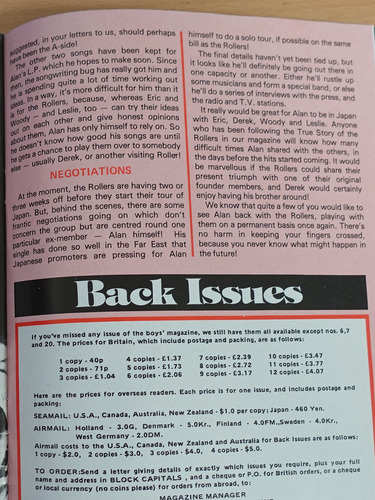 suggested, in your letters to us, should perhaps
have been the A-side!
The other two songs have been kept for
Alan's L.P. which he hopes to make soon. Since
then, the songwriting bug has really got him and
he is spending quite a lot of time working out
ideas. In a way, it's more difficult for him than it
is for the Rollers, because, whereas Eric and
Woody — and Leslie, too — can try their ideas
out on each other and give honest opinions
about them, Alan has only himself to rely on. So
he doesn't know how good his songs are until
he gets a chance to play them over to somebody
else — usually Derek, or another visiting Roller!
NEGOTIATIONS
At the moment, the Rollers are having two or
three weeks off before they start their tour of
Japan. But, behind the scenes, there are some
frantic negotiations going on which don't
concern the group but are centred round one
particular ex-member — Alan himself! His
single has done so well in the Far East that
Japanese promoters are pressing for Alan
himself to do a solo tour, if possible on the same
bill as the Rollers!
The final details haven't yet been tied up, but
it looks like he'll definitely be going out there in
one capacity or another. Either he'll rustle up
some musicians and form a special band, or else
he'll do a series of interviews with the press, and
the radio and T.V. stations.
It really would be great for Alan to be in Japan
with Eric, Derek, Woody and Leslie. Anyone
who has been following the True Story of the
Rollers in our magazine will know how many
difficult times Alan shared with the others, in
the days before the hits started coming. It would
be marvellous if the Rollers could share their
present triumph with one of their original
founder members, and Derek would certainly
enjoy having his brother around!
We know that quite a few of you would like to
see Alan back with the Rollers, playing with
them on a permanent basis once again. There's
no harm in keeping your fingers crossed,
because you never know what might happen in
the future!
Back Issues
If you've missed any issue of the boys' magazine, we still have them all available except nos. 6,7
and 20. The prices for Britain, which include postage and packing, are as follows:
1 copy - 40p 4 copies - £1.37 7 copies - £2.39 10 copies - £3.47
2 copies - 71p 5 copies - £1.73 8 copies - £2.72 11 copies - £3.77
3 copies - £1.04 6 copies - £2.06 9 copies - £3.17 12 copies - £4.07
Here are the prices for overseas readers. Each price is for one issue, and includes postage and
packing:
SEAMAIL: U.S.A., Canada, Australia, New Zealand - $1.0 per copy; Japan - 460 Yen.
AIRMAIL: Holland - 3.0G, Denmark - 5.0Kr., Finland - 4.0FM., Sweden - 4.0Kr.,
West Germany - 2.0DM.
Airmail costs to the U.S.A., Canada, New Zealand and Australia for Back Issues are as follows:
1 copy - $2.0, 2 copies - $3.0, 3 copies - $4.0, 4 copies - $5.0.
TO ORDER:Send a letter giving details of exactly which issues you require, plus your full
name and address in BLOCK CAPITALS , and a cheque or P.O. for British orders, or a cheque
or local currency (no coins please) for orders from abroad, to:
MAGAZINE MANAGER